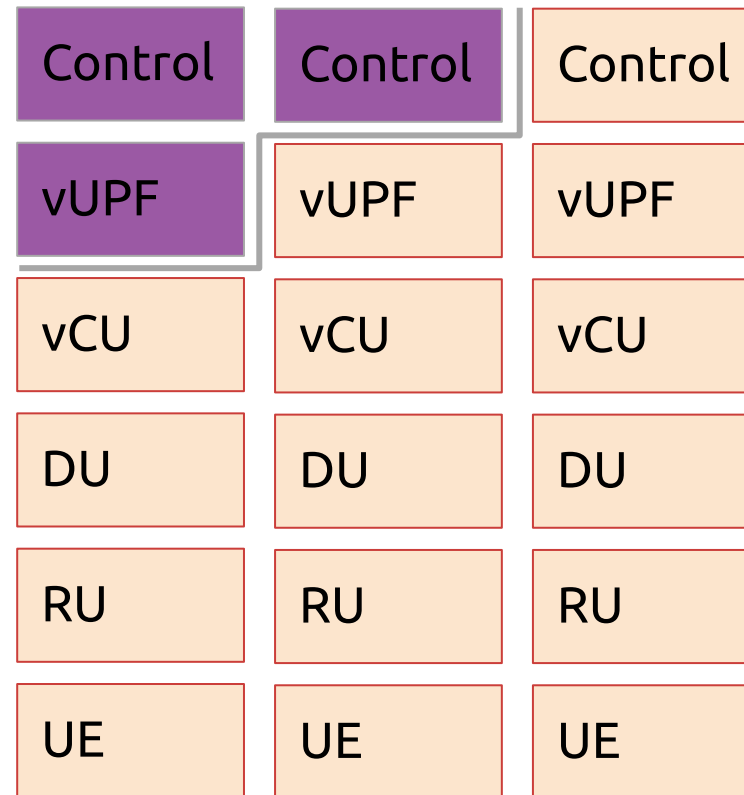 Control Control Control
vUPF vUPF vUPF
vCU vCU vCU
DU DU DU
RU RU RU
UE UE UE